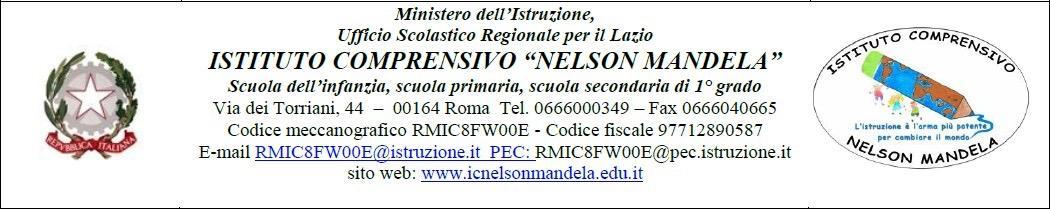 Ministero dell'Istruzione,
Ufficio Scolastico Regionale per il Lazio
ISTITUTO COMPRENSIVO “NELSON MANDELA”
Scuola dell'infanzia, scuola primaria, scuola secondaria di 1° grado
Via dei Torriani, 44 – 00164 Roma Tel. 0666000349 – Fax 0666040665
Codice meccanografico RMIC8FW00E - Codice fiscale 97712890587
E-mail RMIC8FW00E@istruzione.it PEC: RMIC8FW00E@pec.istruzione.it
sito web: www.icnelsonmandela.edu.it
REPVBBLICA ITALIANA
ISTITUTO COMPRENSIVO
L'istruzione è l'arma più potente
per cambiare il mondo
NELSON MANDELA